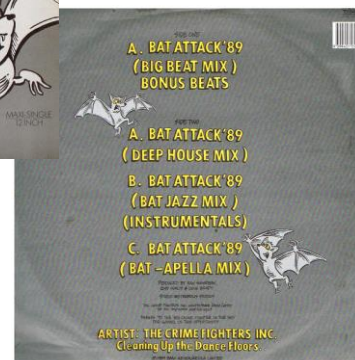 MAXI-SINGLE
12 INCH
A. BAT ATTACK '89
(BIG BEAT MIX)
BONUS BEATS
A. BAT ATTACK '89
(DEEP HOUSE MIX)
B. BAT ATTACK '89
(BAT JAZZ MIX)
(INSTRUMENTALS)
C. BAT ATTACK '89
(BAT-APELLA MIX)
ARTIST: THE CRIME FIGHTERS INC.
Cleaning Up the Dance Floors.